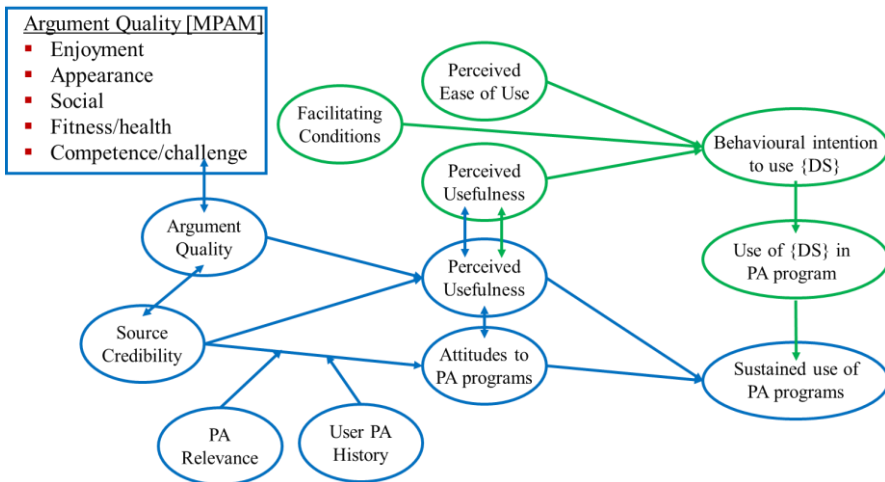 Argument Quality [MPAM]
Enjoyment
Appearance
Social
Fitness/health
Competence/challenge
Perceived
Ease of Use
Facilitating
Conditions
Behavioural intention
to use {DS}
Perceived
Usefulness
Argument
Quality
Use of {DS} in
PA program
Perceived
Usefulness
Source
Credibility
Attitudes to
PA programs
Sustained use of
PA programs
PA
Relevance
User PA
History